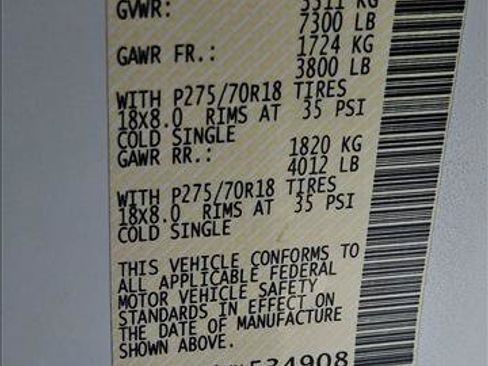 GVWR: 3311 KG
7300 LB
GAWR FR.: 1724 KG
3800 LB
WITH P275/70R18 TIRES
18x8.0 RIMS AT 35 PSI
COLD SINGLE
GAWR RR.: 1820 KG
4012 LB
WITH P275/70R18 TIRES
18x8.0 RIMS AT 35 PSI
COLD SINGLE
THIS VEHICLE CONFORMS TO
ALL APPLICABLE FEDERAL
MOTOR VEHICLE SAFETY
STANDARDS IN EFFECT ON
THE DATE OF MANUFACTURE
SHOWN ABOVE.
534908